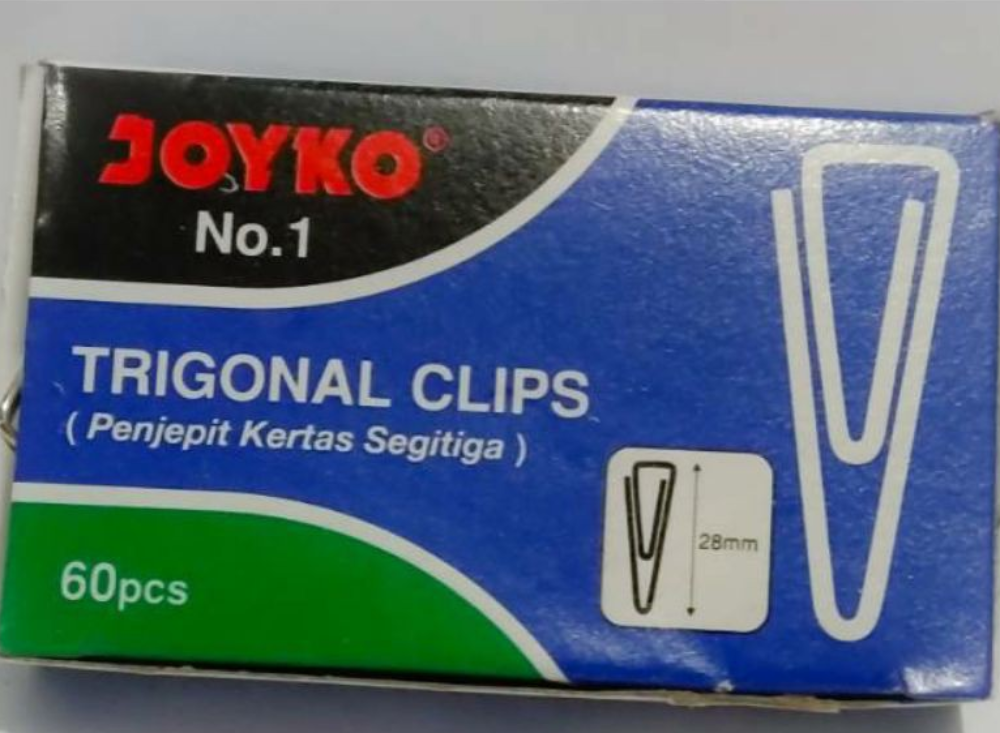 JOYKO®
No.1
TRIGONAL CLIPS
( Penjepit Kertas Segitiga )
28mm
60pcs